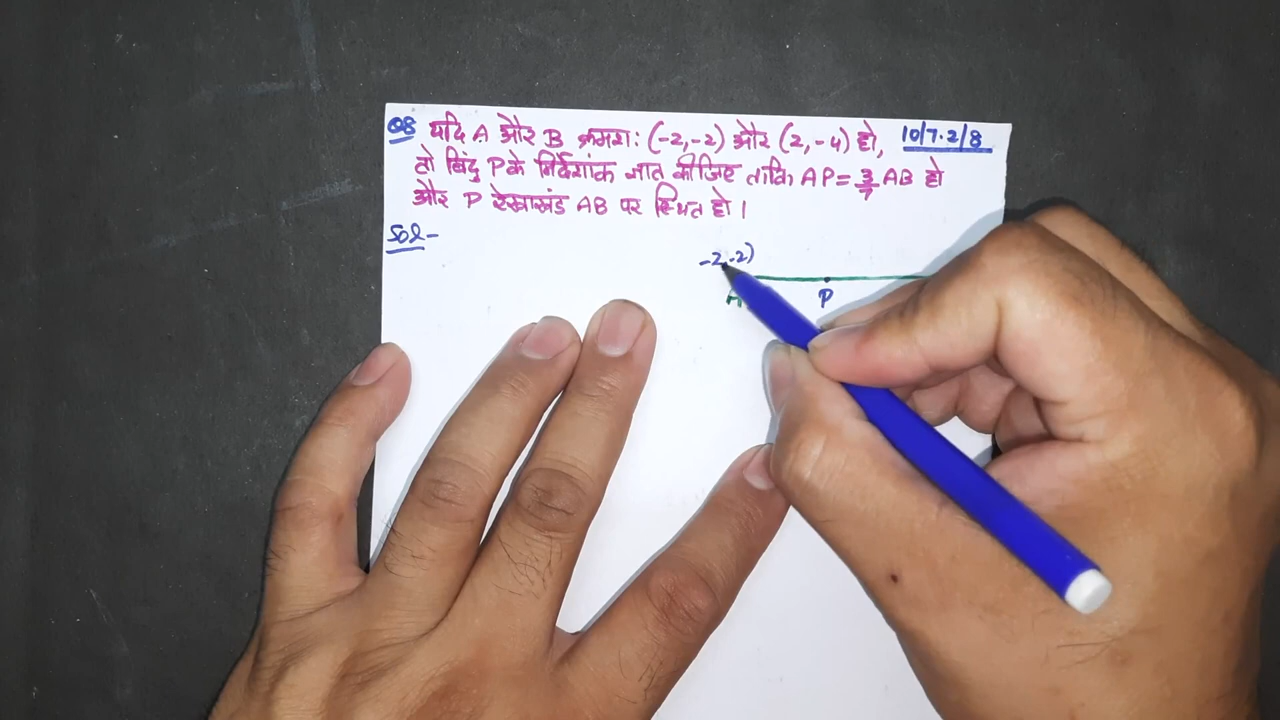 Q8 यदि A और B क्रमश: (-2,-2) और (2,-4) हो, 10/7.2/8
तो बिंदु P के निर्देशांक ज्ञात कीजिए ताकि AP = 3/7 AB हो
और P रेखाखंड AB पर स्थित हो।
Sol-
-2,-2)
A P